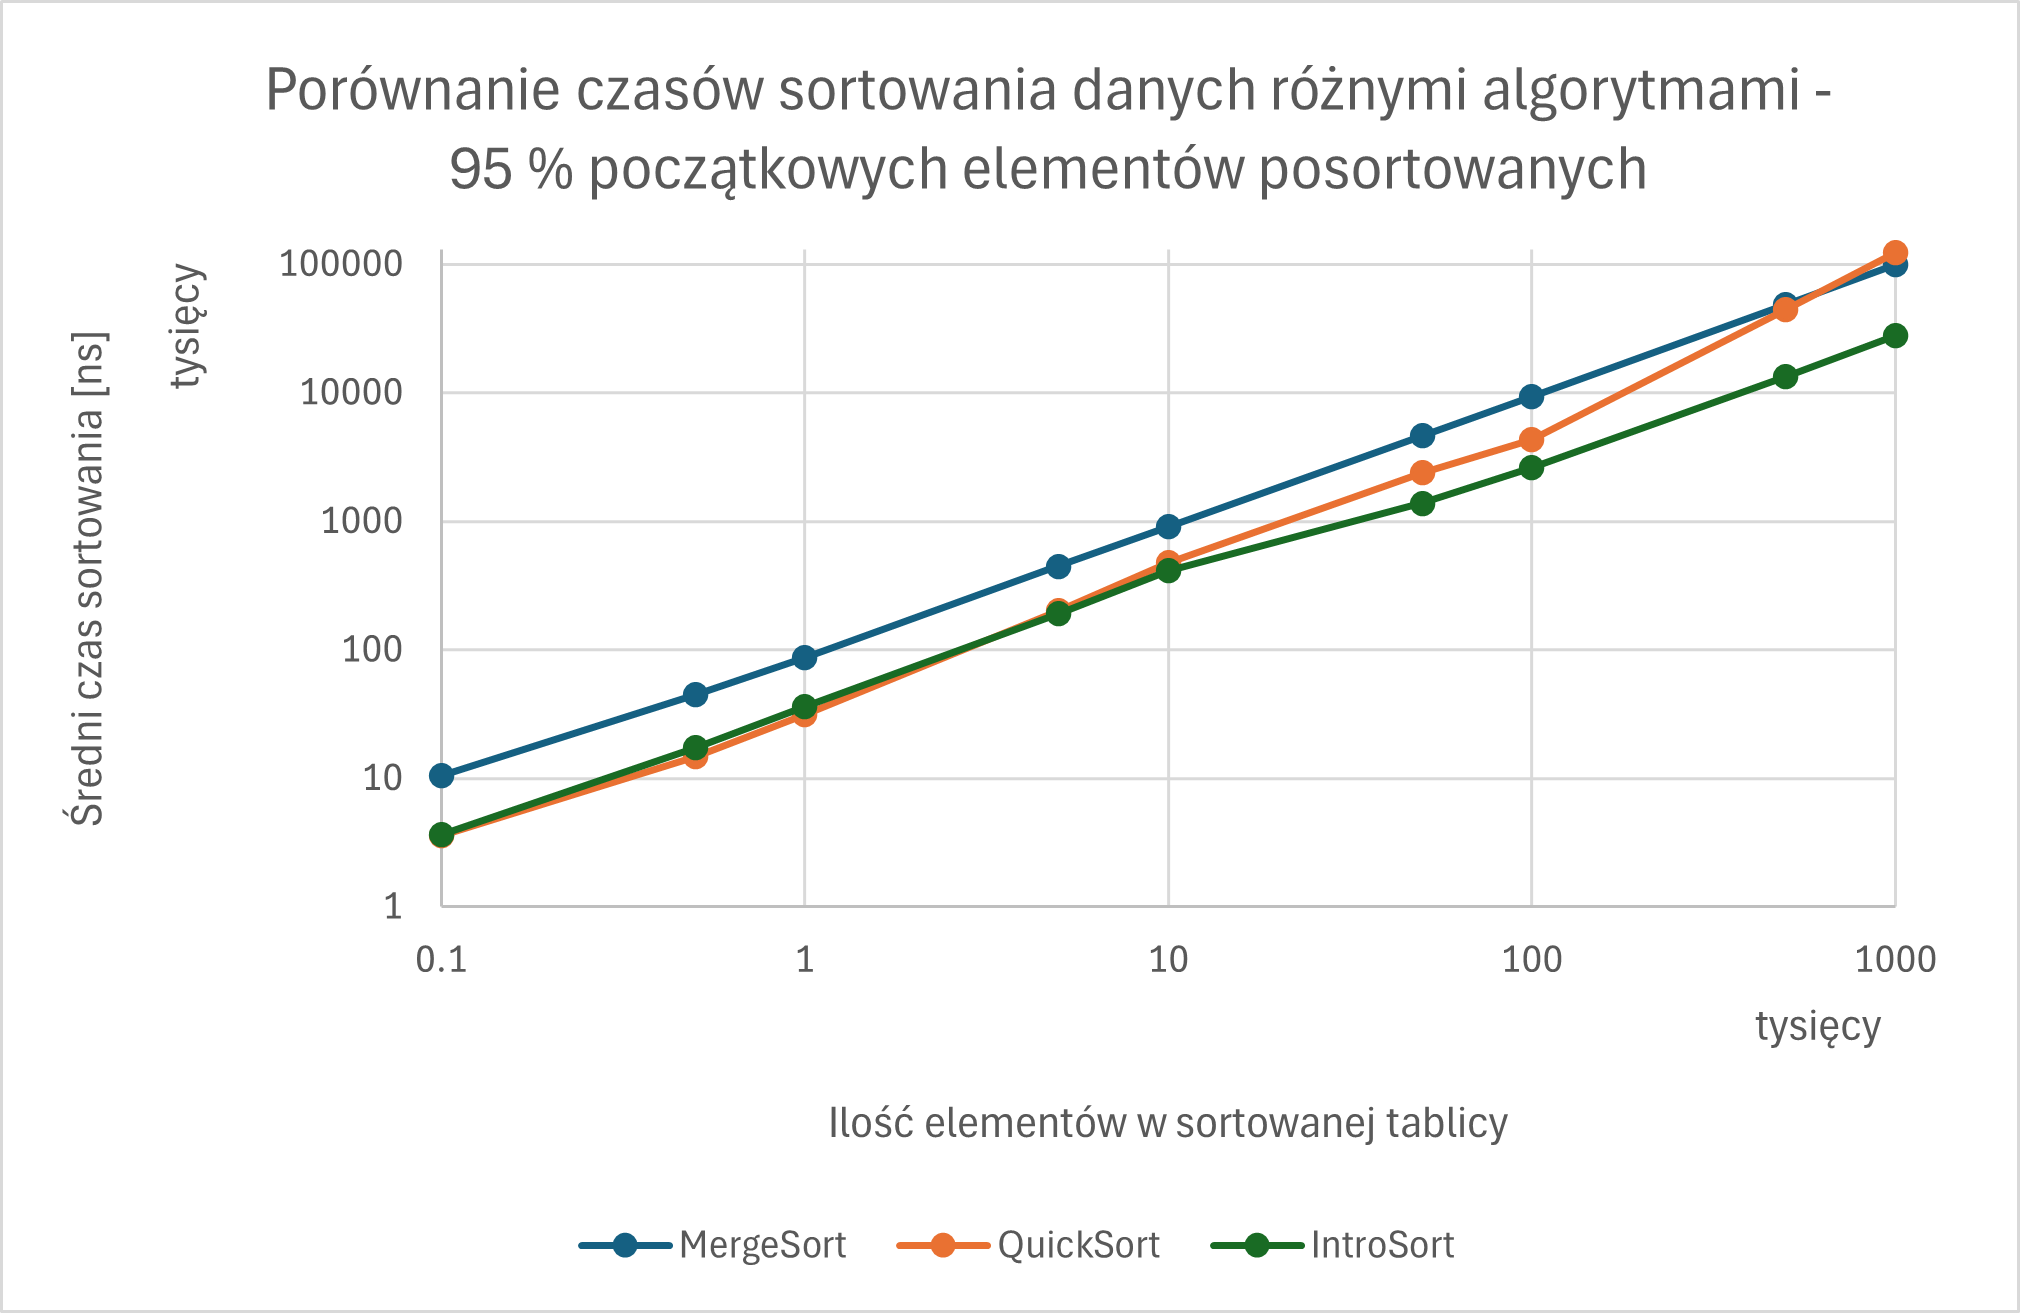 Porównanie czasów sortowania danych różnymi algorytmami -
95 % początkowych elementów posortowanych
Średni czas sortowania [ns]
tysięcy
100000
10000
1000
100
10
1
0.1 1 10 100 1000
tysięcy
Ilość elementów w sortowanej tablicy
MergeSort QuickSort IntroSort